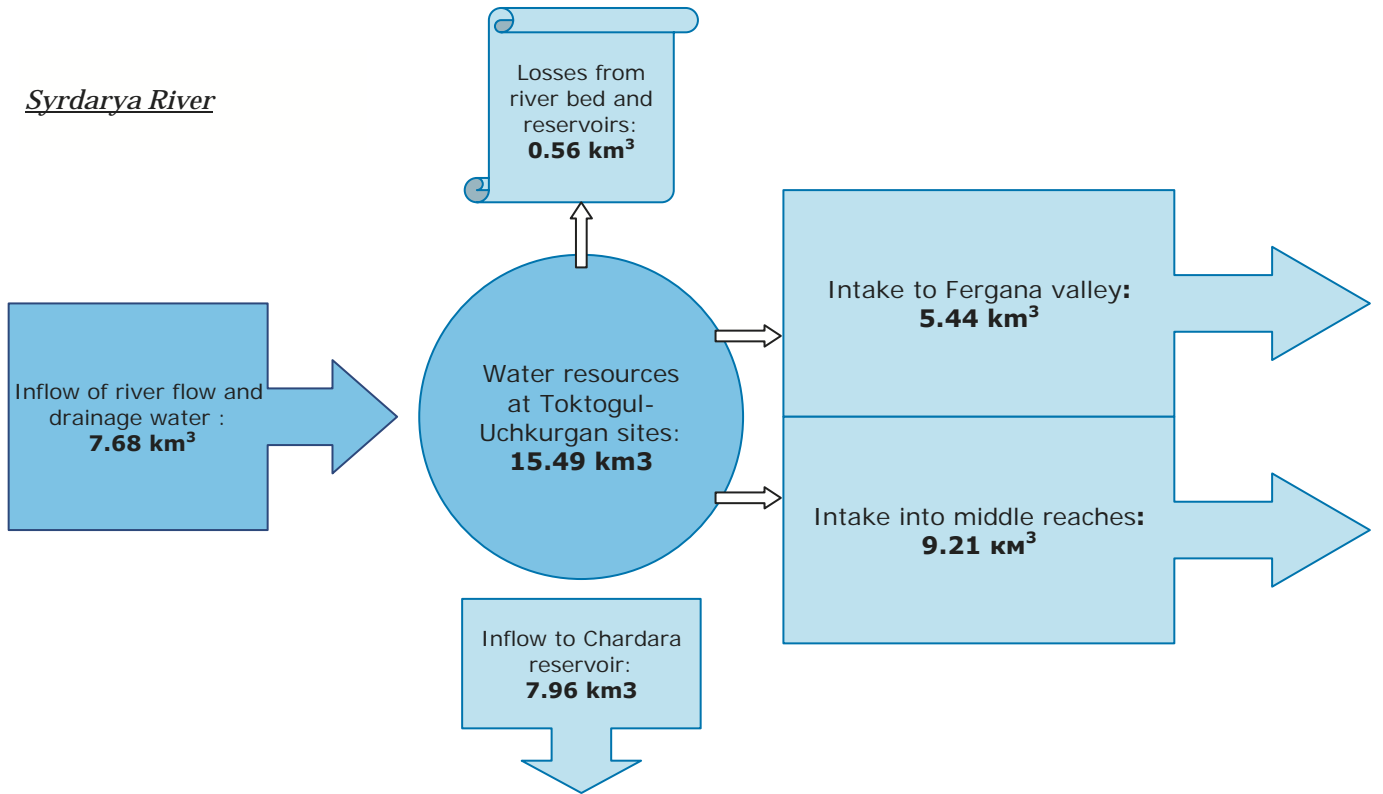 Syrdarya River
Losses from
river bed and
reservoirs:
0.56 km³
Inflow of river flow and
drainage water :
7.68 km³
Water resources
at Toktogul-
Uchkurgan sites:
15.49 km3
Intake to Fergana valley:
5.44 km³
Intake into middle reaches:
9.21 км³
Inflow to Chardara
reservoir:
7.96 km3